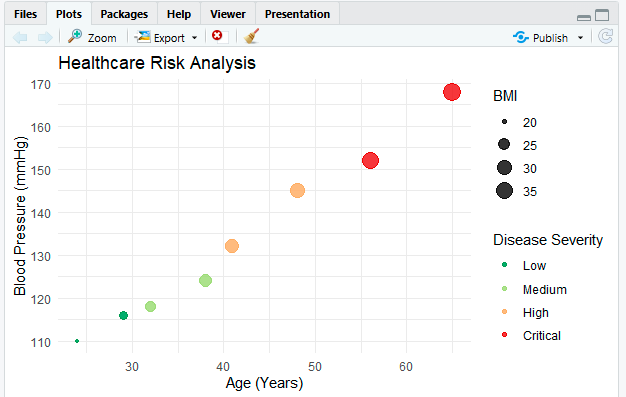 Files Plots Packages Help Viewer Presentation
Zoom Export Publish
Healthcare Risk Analysis
Blood Pressure (mmHg)
170
160
150
140
130
120
110
30 40 50 60
Age (Years)
BMI
20
25
30
35
Disease Severity
Low
Medium
High
Critical